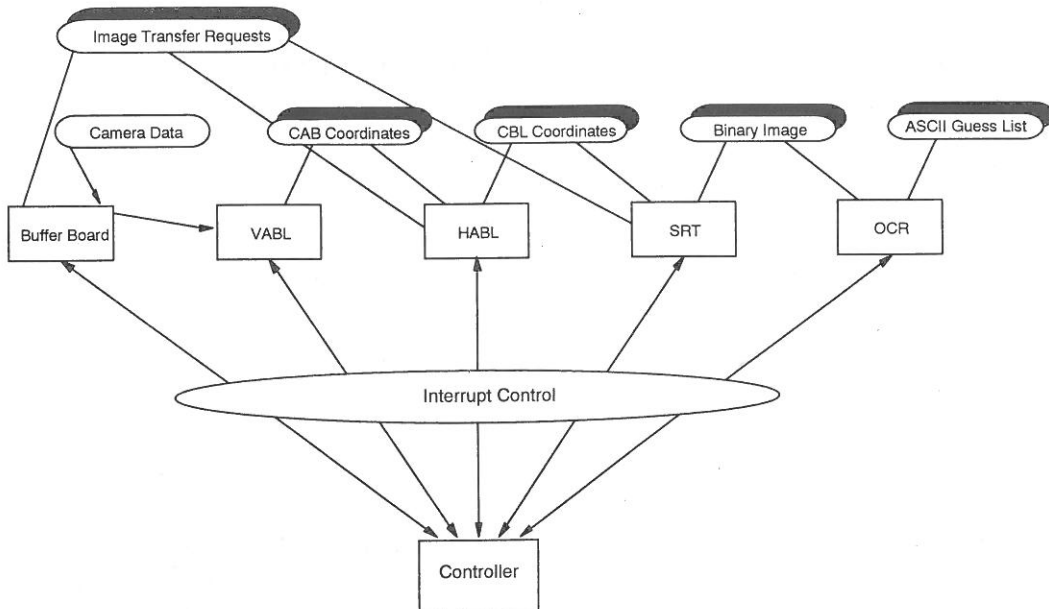 Image Transfer Requests
Camera Data
CAB Coordinates
CBL Coordinates
Binary Image
ASCII Guess List
Buffer Board
VABL
HABL
SRT
OCR
Interrupt Control
Controller